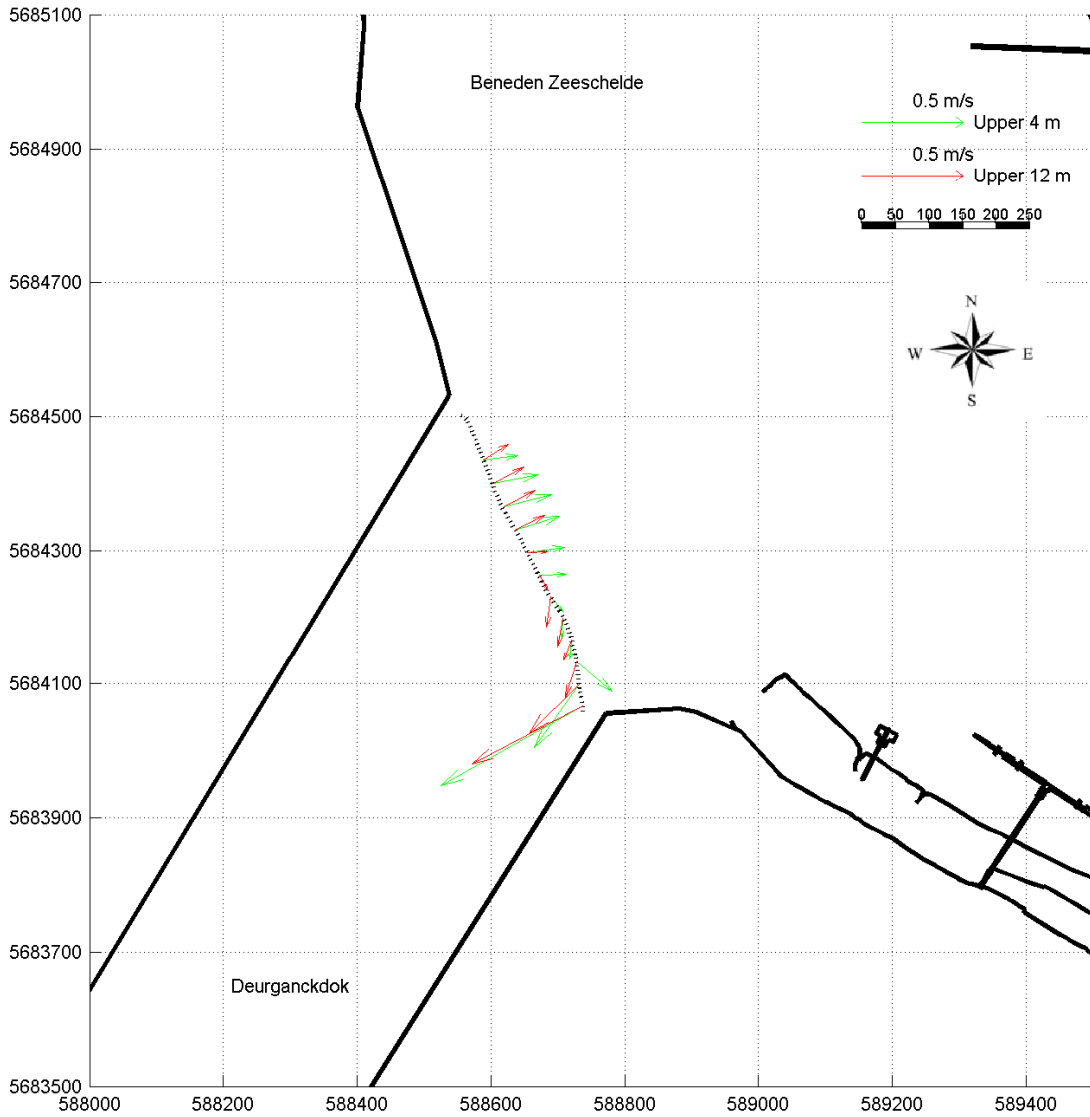 5685100
Beneden Zeeschelde
0.5 m/s
Upper 4 m
5684900
0.5 m/s
Upper 12 m
0 50 100 150 200 250
5684700
N
W E
S
5684500
5684300
5684100
5683900
5683700
Deurganckdok
5683500
588000 588200 588400 588600 588800 589000 589200 589400